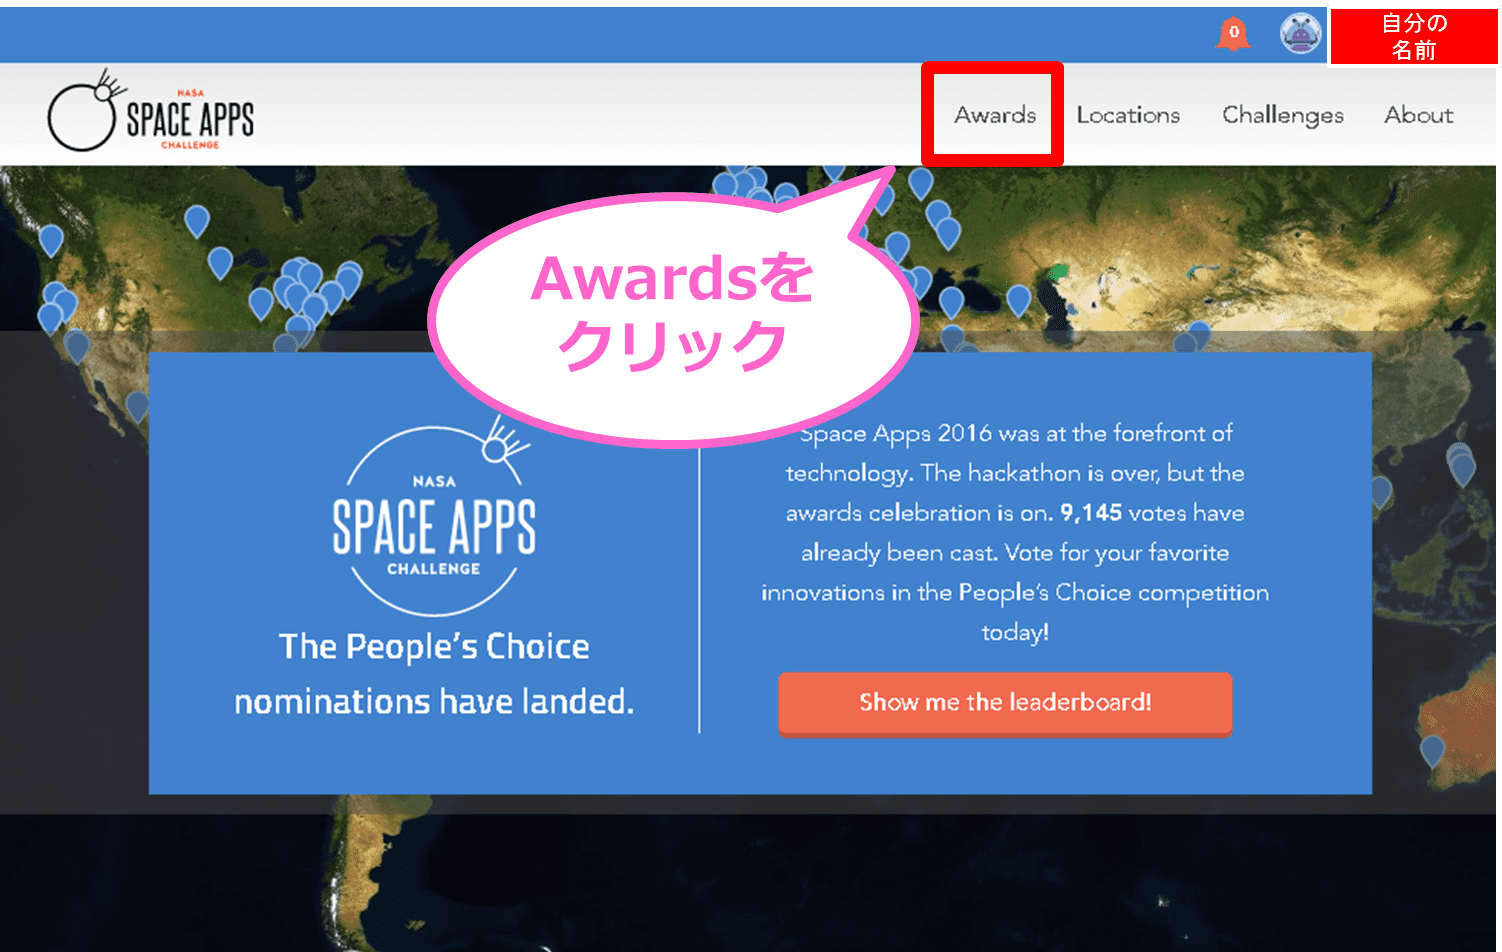 0
自分の
名前
NASA
SPACE APPS
CHALLENGE
Awards
Locations
Challenges
About
Awardsを
クリック
NASA
SPACE APPS
CHALLENGE
The People's Choice
nominations have landed.
Space Apps 2016 was at the forefront of
technology. The hackathon is over, but the
awards celebration is on. 9,145 votes have
already been cast. Vote for your favorite
innovations in the People's Choice competition
today!
Show me the leaderboard!